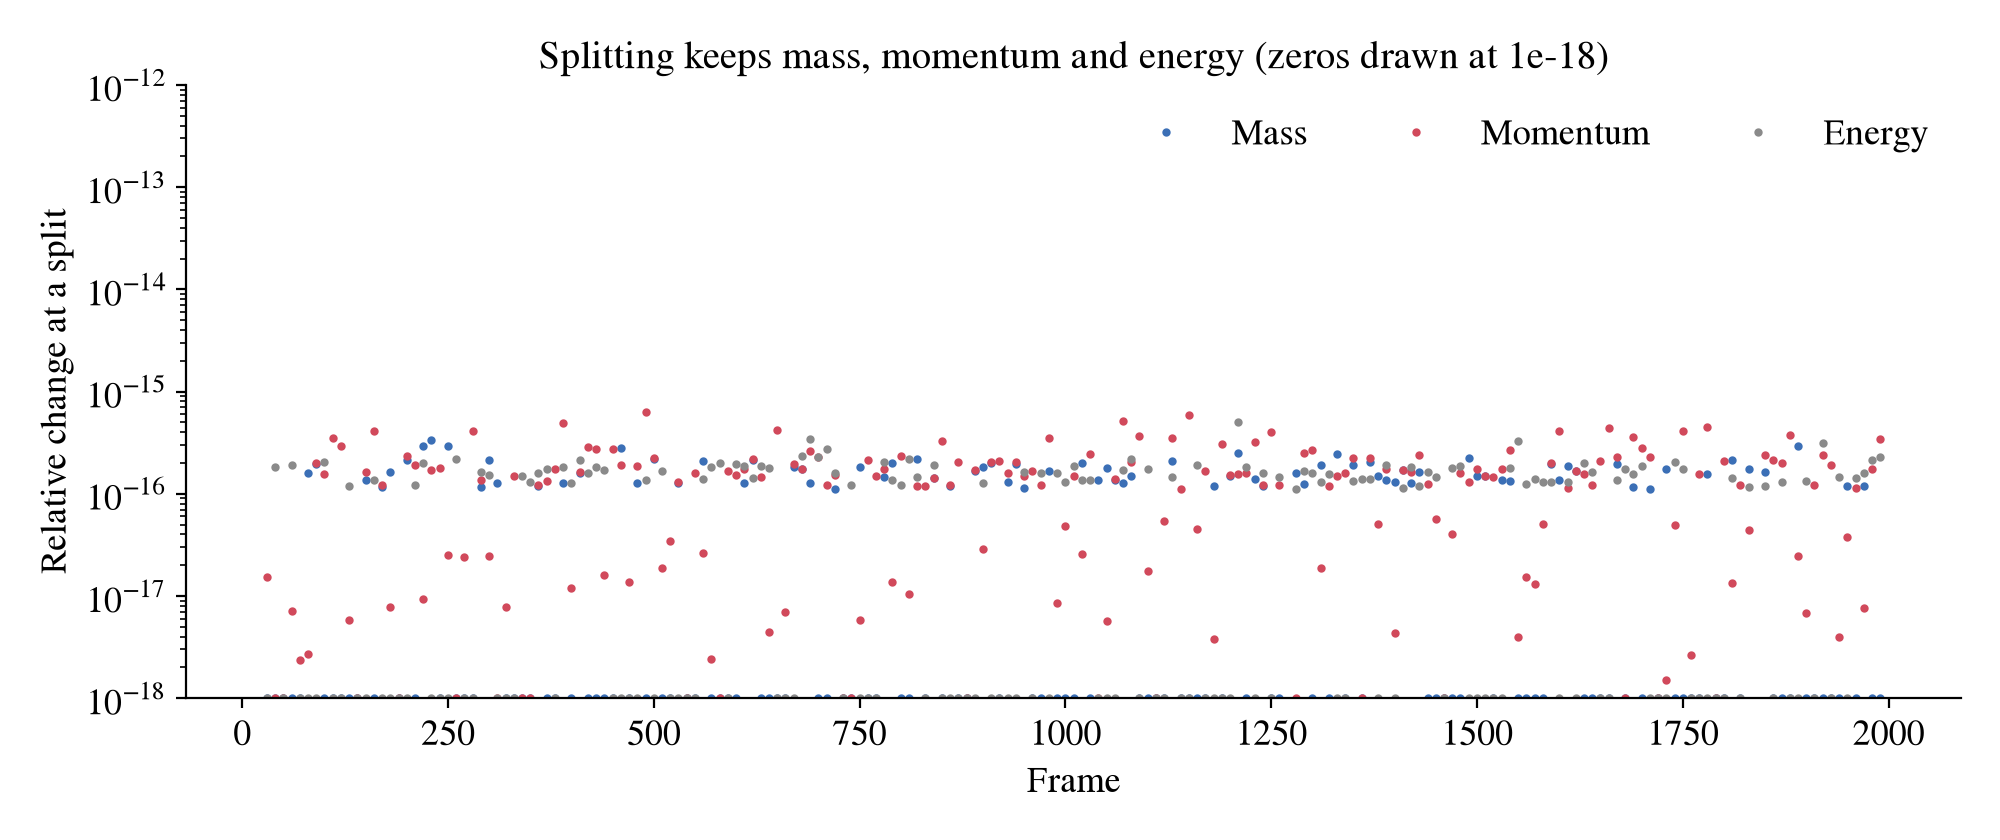 Splitting keeps mass, momentum and energy (zeros drawn at 1e-18)
Mass Momentum Energy
Relative change at a split
10⁻¹²
10⁻¹³
10⁻¹⁴
10⁻¹⁵
10⁻¹⁶
10⁻¹⁷
10⁻¹⁸
0 250 500 750 1000 1250 1500 1750 2000
Frame